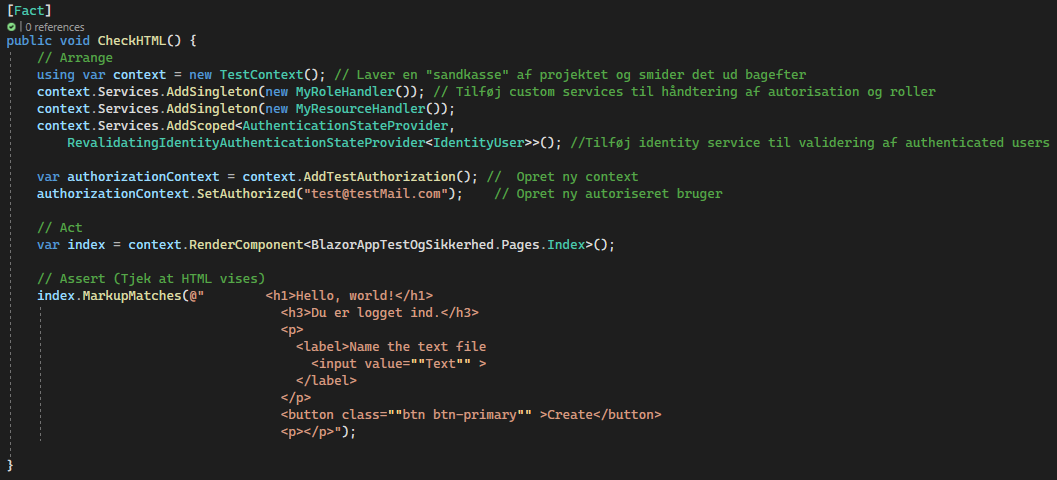 [Fact]
| 0 references
public void CheckHTML() {
// Arrange
using var context = new TestContext(); // Laver en "sandkasse" af projektet og smider det ud bagefter
context.Services.AddSingleton(new MyRoleHandler()); // Tilføj custom services til håndtering af autorisation og roller
context.Services.AddSingleton(new MyResourceHandler());
context.Services.AddScoped<AuthenticationStateProvider,
RevalidatingIdentityAuthenticationStateProvider<IdentityUser>>(); //Tilføj identity service til validering af authenticated users
var authorizationContext = context.AddTestAuthorization(); //  Opret ny context
authorizationContext.SetAuthorized("test@testMail.com");    // Opret ny autoriseret bruger
// Act
var index = context.RenderComponent<BlazorAppTestOgSikkerhed.Pages.Index>();
// Assert (Tjek at HTML vises)
index.MarkupMatches(@"        <h1>Hello, world!</h1>
<h3>Du er logget ind.</h3>
<p>
<label>Name the text file
<input value=""Text"" >
</label>
</p>
<button class=""btn btn-primary"" >Create</button>
<p></p>");
}